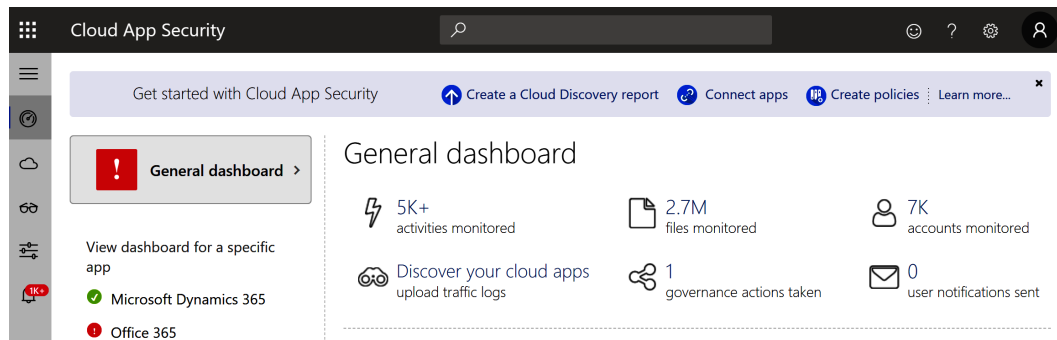 Cloud App Security
Get started with Cloud App Security
Create a Cloud Discovery report
Connect apps
Create policies
Learn more...
General dashboard
View dashboard for a specific
app
Microsoft Dynamics 365
Office 365
1K+
General dashboard
5K+
activities monitored
2.7M
files monitored
7K
accounts monitored
Discover your cloud apps
upload traffic logs
1
governance actions taken
0
user notifications sent